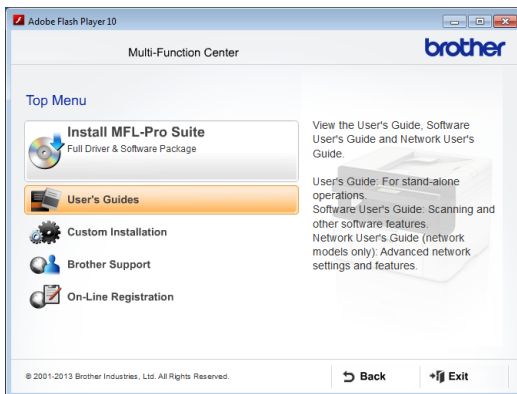 Adobe Flash Player 10
Multi-Function Center
brother
Top Menu
Install MFL-Pro Suite
Full Driver & Software Package
User's Guides
Custom Installation
Brother Support
On-Line Registration
View the User's Guide, Software
User's Guide and Network User's
Guide.
User's Guide: For stand-alone
operations.
Software User's Guide: Scanning and
other software features.
Network User's Guide (network
models only): Advanced network
settings and features.
© 2001-2013 Brother Industries, Ltd. All Rights Reserved.
Back
Exit